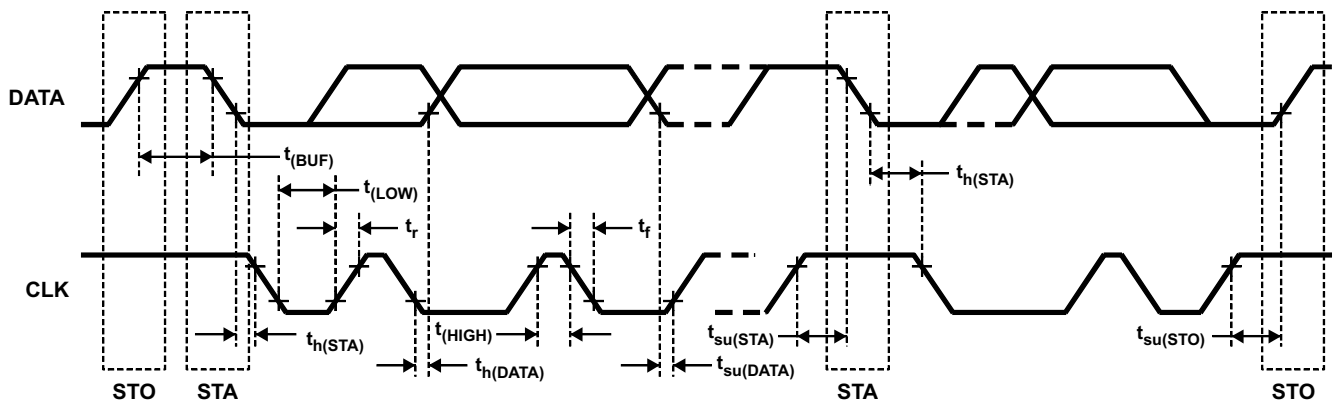 DATA
t(BUF)
t(LOW)
tr
tf
th(STA)
CLK
th(STA)
t(HIGH)
th(DATA)
tsu(DATA)
tsu(STA)
tsu(STO)
STO
STA
STA
STO